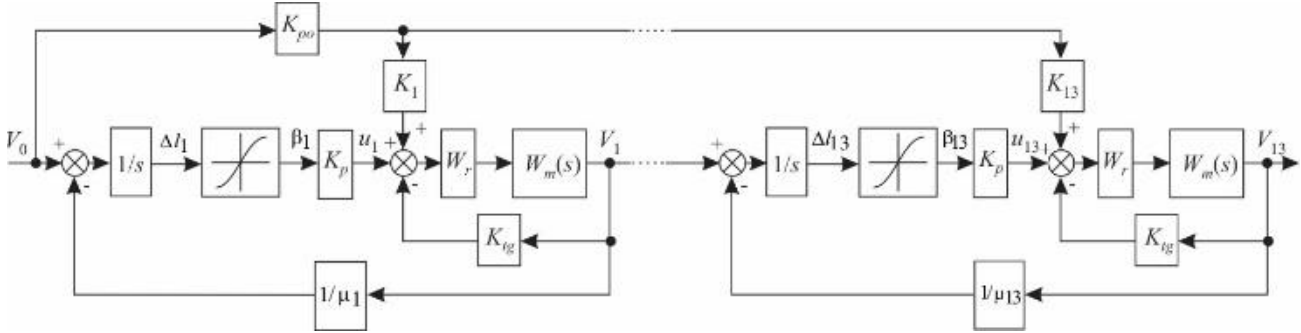 K_po
K_1 K_13
V_0 + 1/s Δl_1 β_1 K_p u_1 + + W_r W_m(s) V_1 + 1/s Δl_13 β_13 K_p u_13 + + W_r W_m(s) V_13
- - - -
K_tg K_tg
1/μ_1 1/μ_13